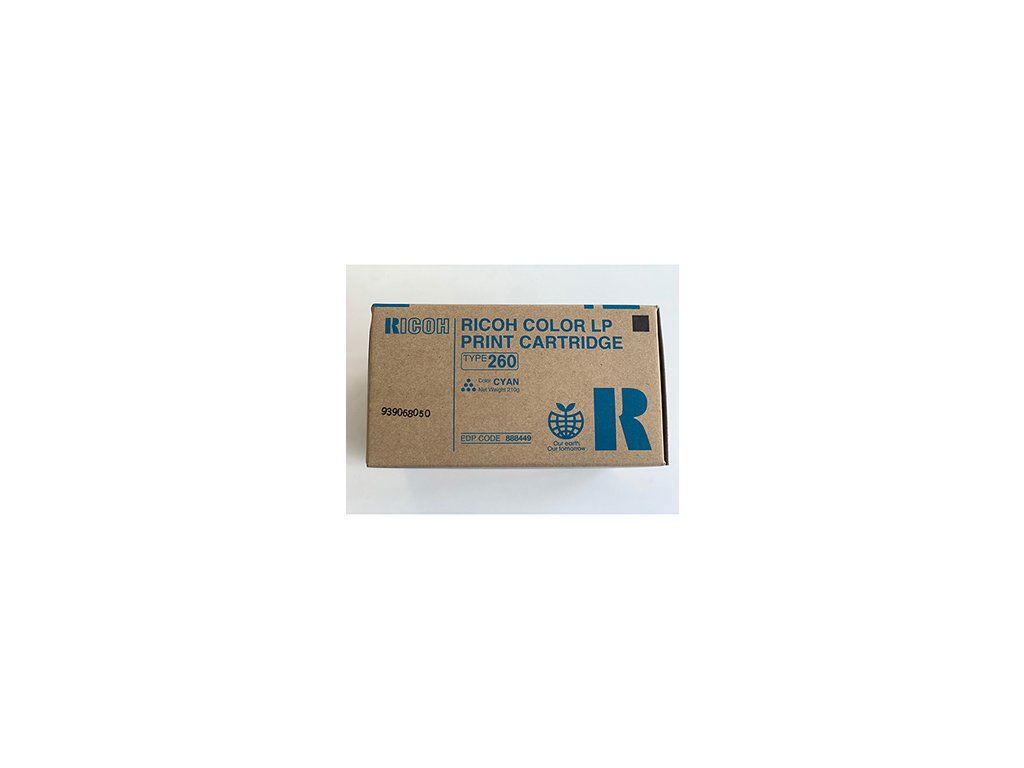 RICOH
RICOH COLOR LP
PRINT CARTRIDGE
TYPE 260
Color CYAN
Net Weight 210g
939068050
EDP CODE 888449
Our earth,
Our tomorrow
R